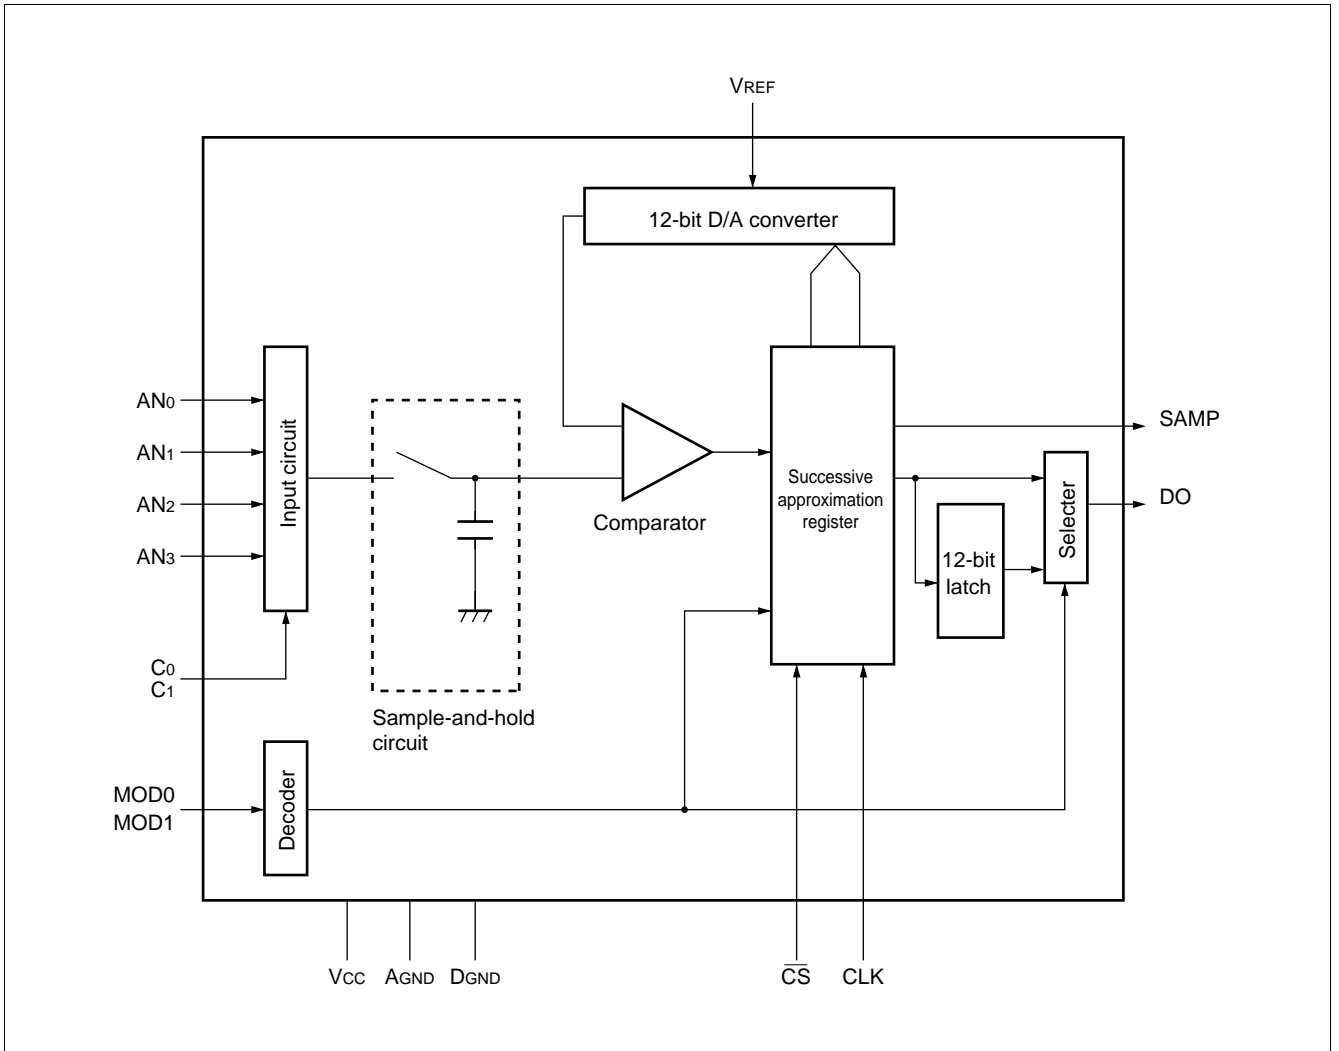 VREF
12-bit D/A converter
AN0
AN1
AN2
AN3
Input circuit
C0
C1
Sample-and-hold
circuit
Comparator
Successive
approximation
register
SAMP
DO
Selecter
12-bit
latch
MOD0
MOD1
Decoder
VCC
AGND
DGND
C̅S̅
CLK